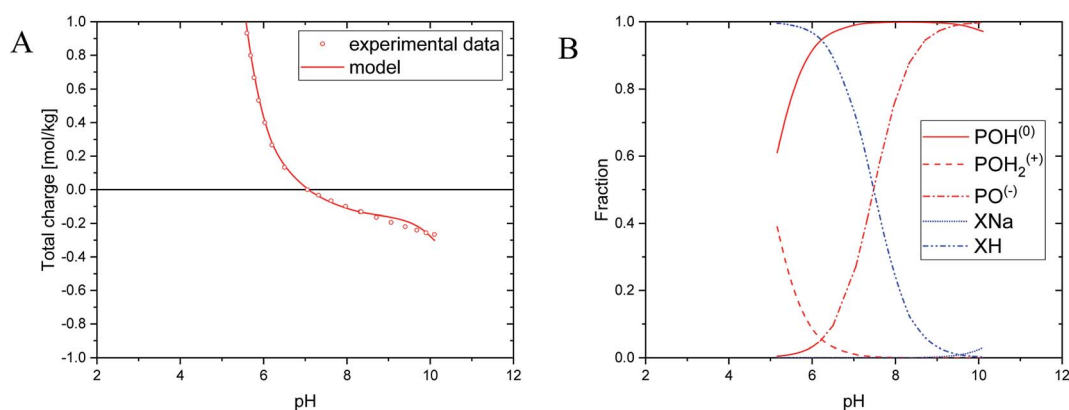 A
experimental data
model
Total charge [mol/kg]
1.0
0.8
0.6
0.4
0.2
0.0
-0.2
-0.4
-0.6
-0.8
-1.0
2
4
6
8
10
12
pH
B
POH(0)
POH2(+)
PO(-)
XNa
XH
Fraction
1.0
0.8
0.6
0.4
0.2
0.0
2
4
6
8
10
12
pH